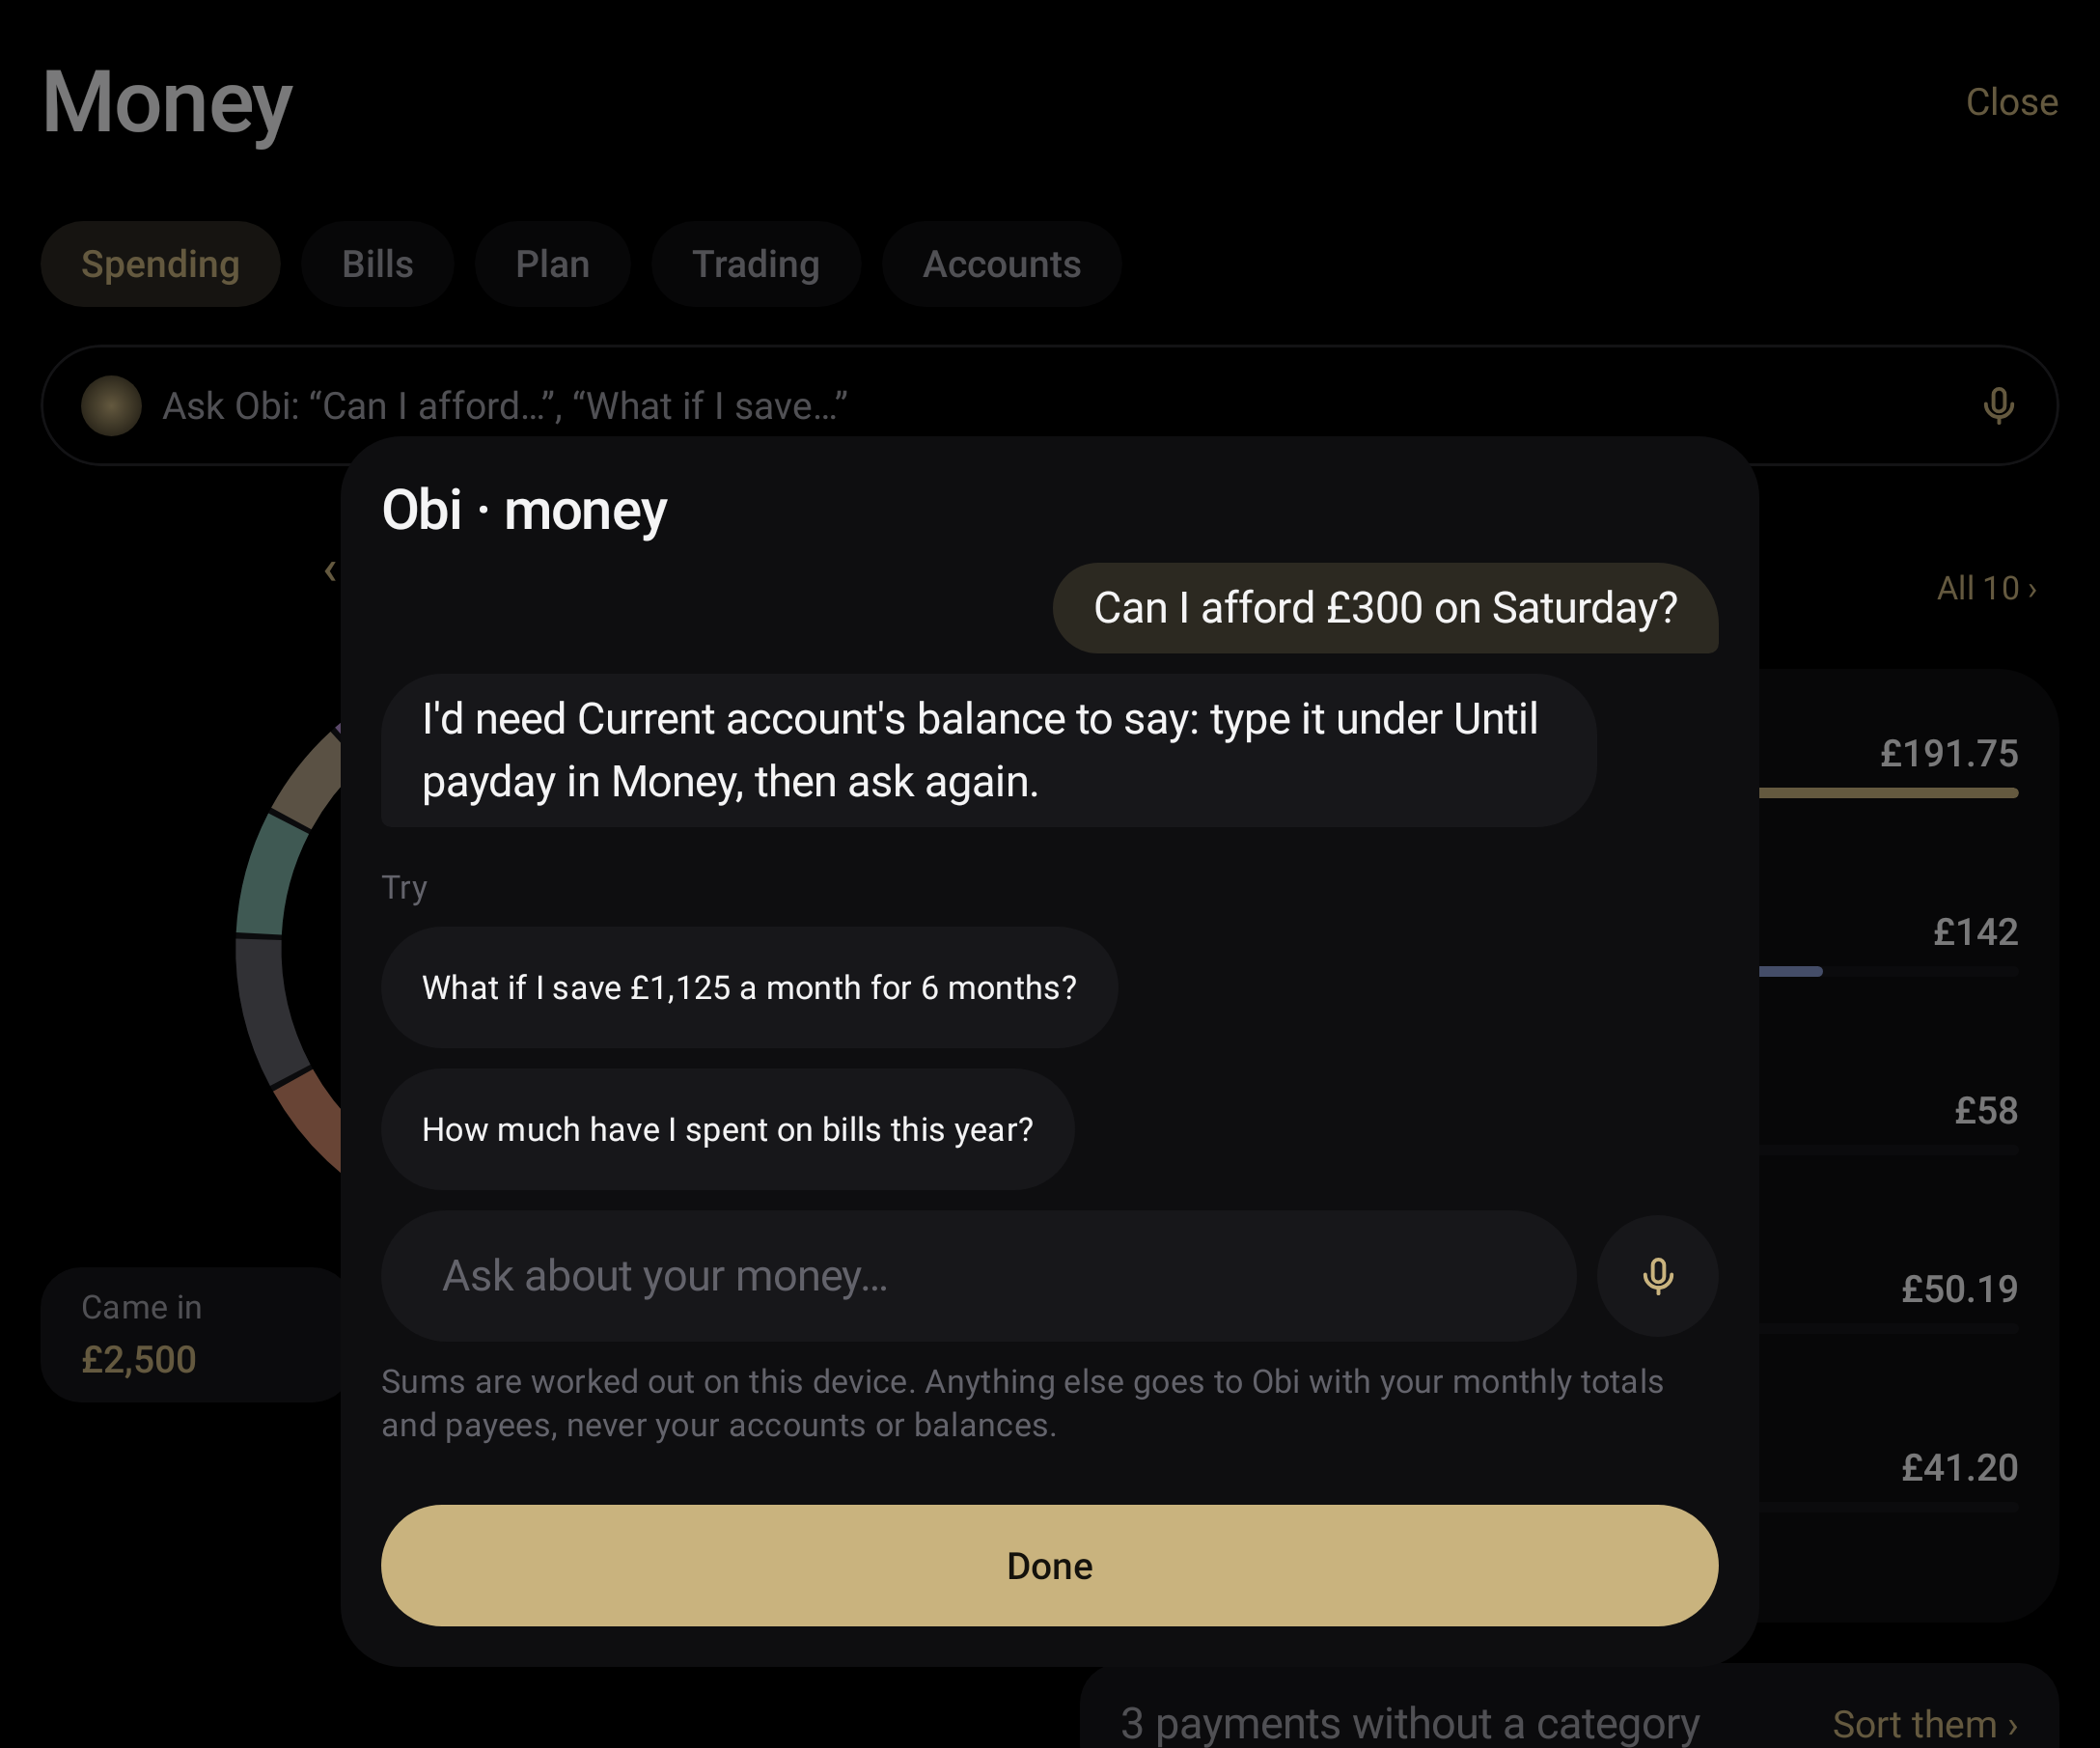 Money
Close
Spending
Bills
Plan
Trading
Accounts
Ask Obi: “Can I afford…”, “What if I save…”
Obi · money
‹
All 10 ›
Can I afford £300 on Saturday?
I'd need Current account's balance to say: type it under Until
payday in Money, then ask again.
£191.75
Try
£142
What if I save £1,125 a month for 6 months?
£58
How much have I spent on bills this year?
Ask about your money…
£50.19
Came in
£2,500
Sums are worked out on this device. Anything else goes to Obi with your monthly totals
and payees, never your accounts or balances.
£41.20
Done
3 payments without a category
Sort them ›